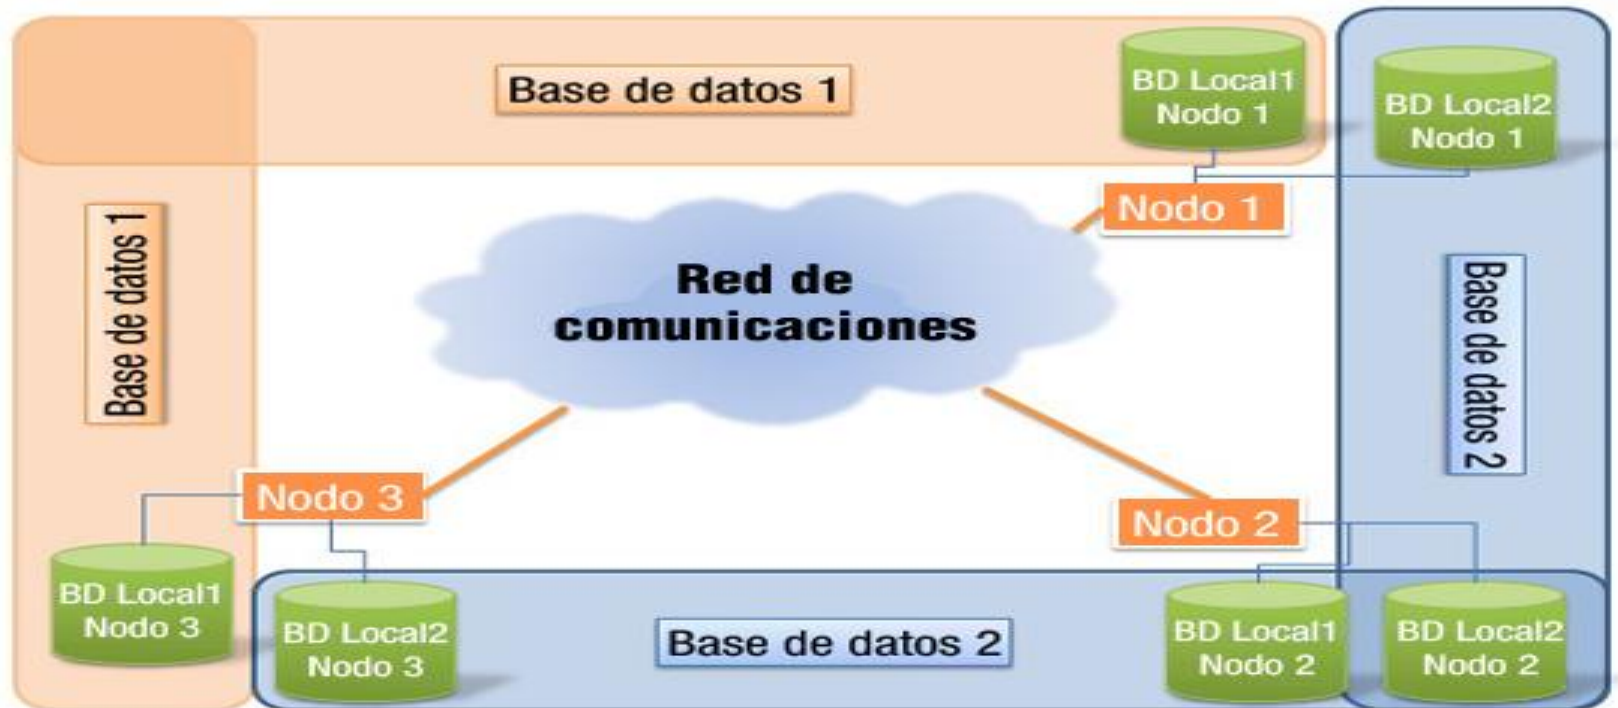 Base de datos 1
BD Local1
Nodo 1
BD Local2
Nodo 1
Nodo 1
Base de datos 1
Red de
comunicaciones
Base de datos 2
Nodo 3
Nodo 2
BD Local1
Nodo 3
BD Local2
Nodo 3
Base de datos 2
BD Local1
Nodo 2
BD Local2
Nodo 2